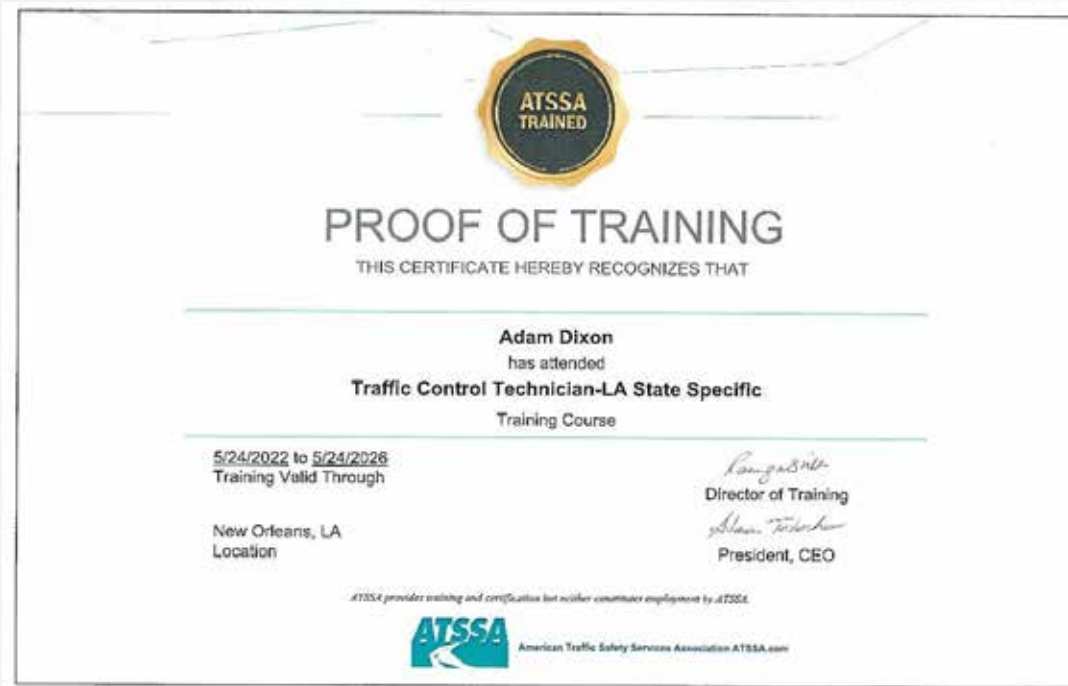 ATSSA
TRAINED
PROOF OF TRAINING
THIS CERTIFICATE HEREBY RECOGNIZES THAT
Adam Dixon
has attended
Traffic Control Technician-LA State Specific
Training Course
5/24/2022 to 5/24/2026
Training Valid Through
Director of Training
New Orleans, LA
Location
President, CEO
ATSSA provides training and certification but neither constitutes employment by ATSSA.
ATSSA
American Traffic Safety Services Association ATSSA.com